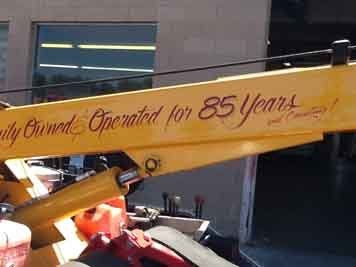 ily Owned & Operated for 85 Years
and Counting!